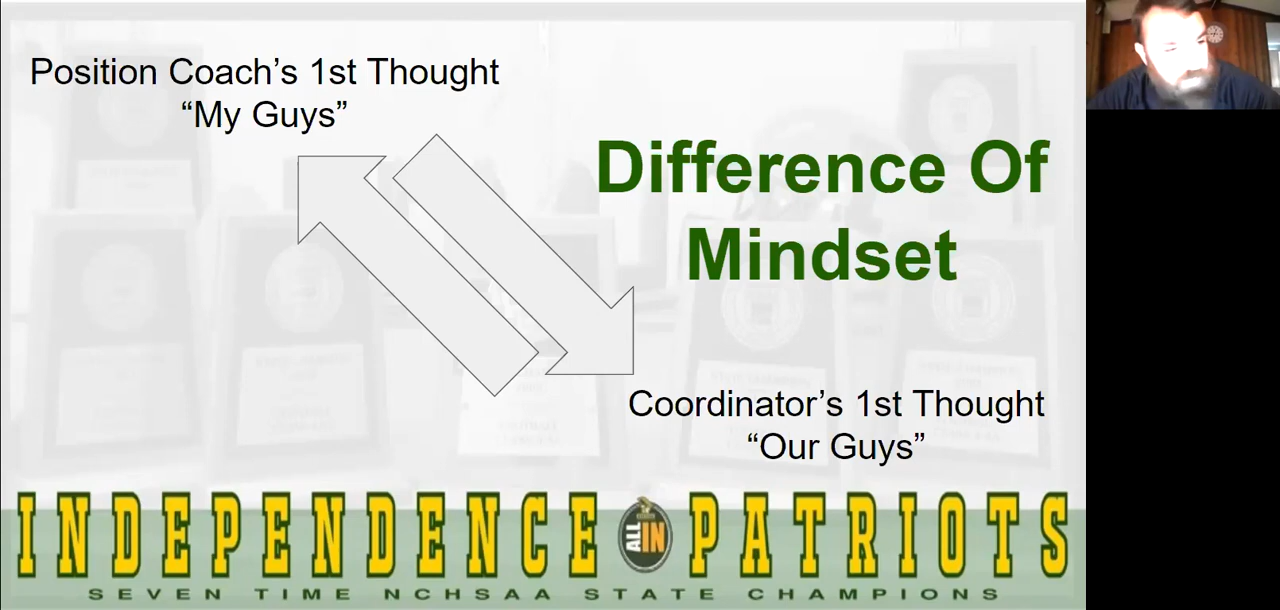 Position Coach’s 1st Thought
“My Guys”
Difference Of
Mindset
Coordinator’s 1st Thought
“Our Guys”
INDEPENDENCE ALL IN PATRIOTS
SEVEN TIME NCHSAA STATE CHAMPIONS